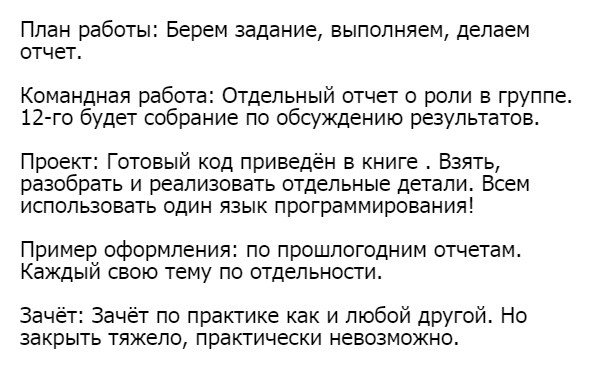 План работы: Берем задание, выполняем, делаем
отчет.
Командная работа: Отдельный отчет о роли в группе.
12-го будет собрание по обсуждению результатов.
Проект: Готовый код приведён в книге . Взять,
разобрать и реализовать отдельные детали. Всем
использовать один язык программирования!
Пример оформления: по прошлогодним отчетам.
Каждый свою тему по отдельности.
Зачёт: Зачёт по практике как и любой другой. Но
закрыть тяжело, практически невозможно.